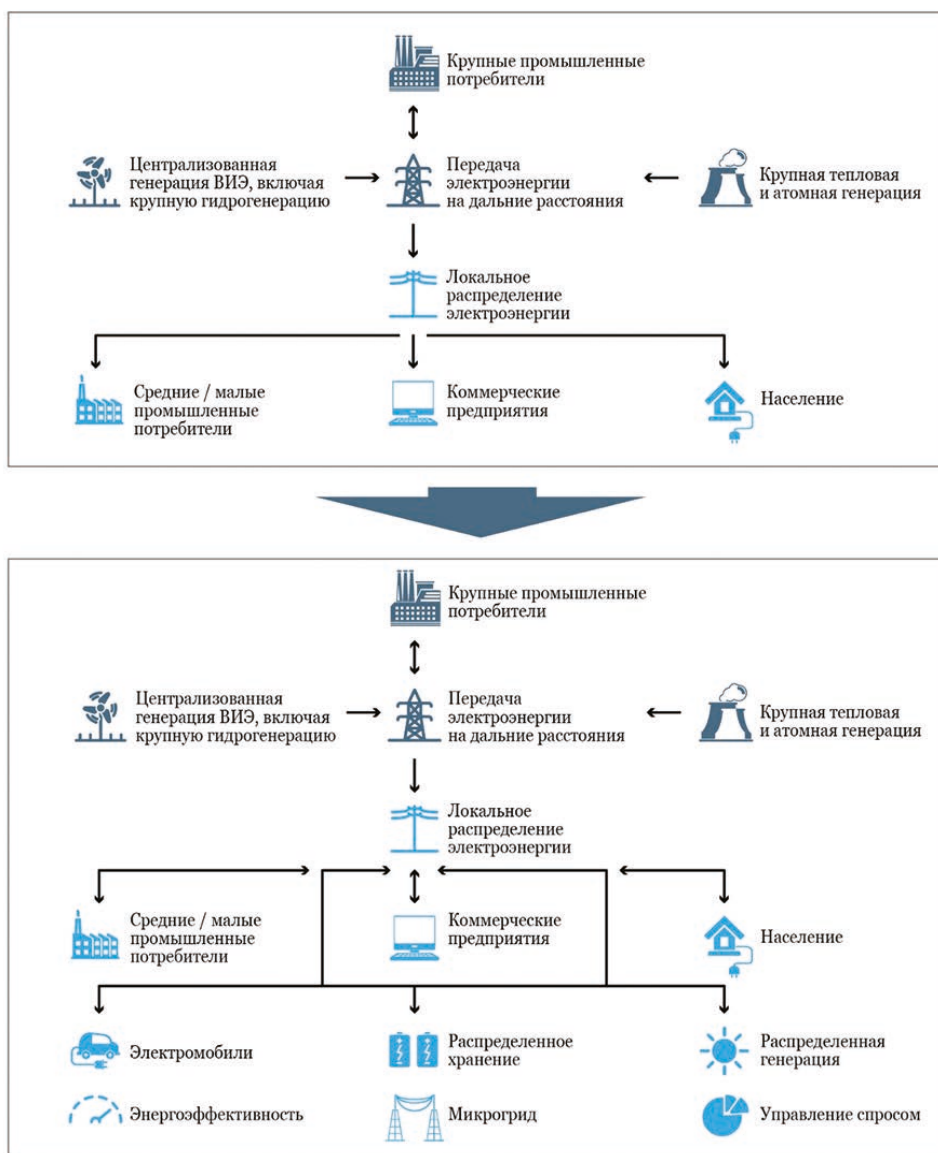 Крупные промышленные
потребители
Централизованная
генерация ВИЭ, включая
крупную гидрогенерацию
Передача
электроэнергии
на дальние расстояния
Крупная тепловая
и атомная генерация
Локальное
распределение
электроэнергии
Средние / малые
промышленные
потребители
Коммерческие
предприятия
Население
Крупные промышленные
потребители
Централизованная
генерация ВИЭ, включая
крупную гидрогенерацию
Передача
электроэнергии
на дальние расстояния
Крупная тепловая
и атомная генерация
Локальное
распределение
электроэнергии
Средние / малые
промышленные
потребители
Коммерческие
предприятия
Население
Электромобили
Распределенное
хранение
Распределенная
генерация
Энергоэффективность
Микрогрид
Управление спросом